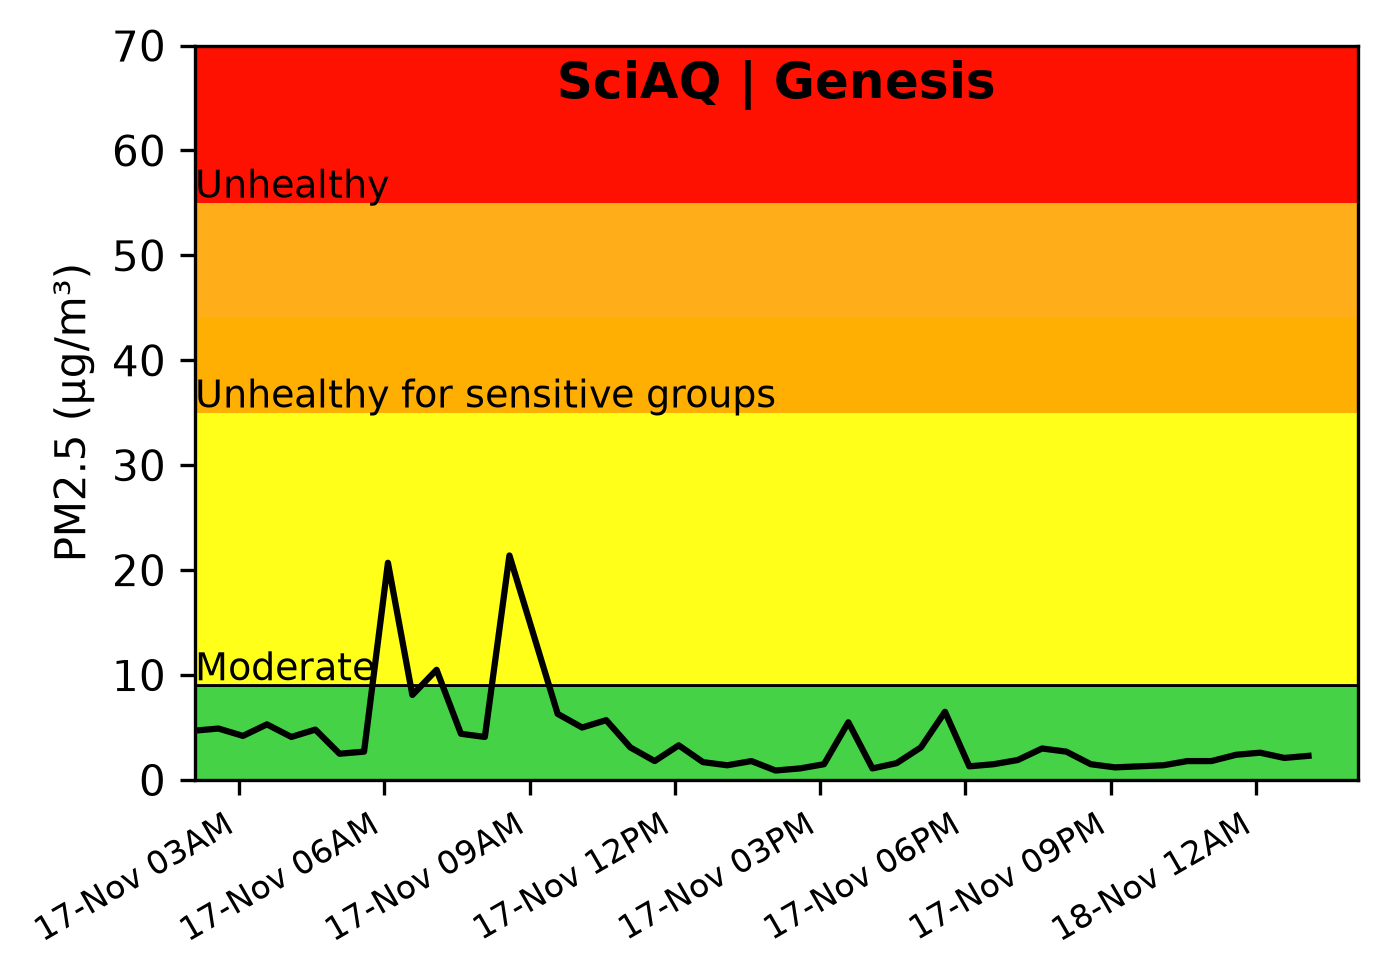 SciAQ | Genesis
PM2.5 (µg/m³)
70
60
50
40
30
20
10
0
Unhealthy
Unhealthy for sensitive groups
Moderate
17-Nov 03AM
17-Nov 06AM
17-Nov 09AM
17-Nov 12PM
17-Nov 03PM
17-Nov 06PM
17-Nov 09PM
18-Nov 12AM